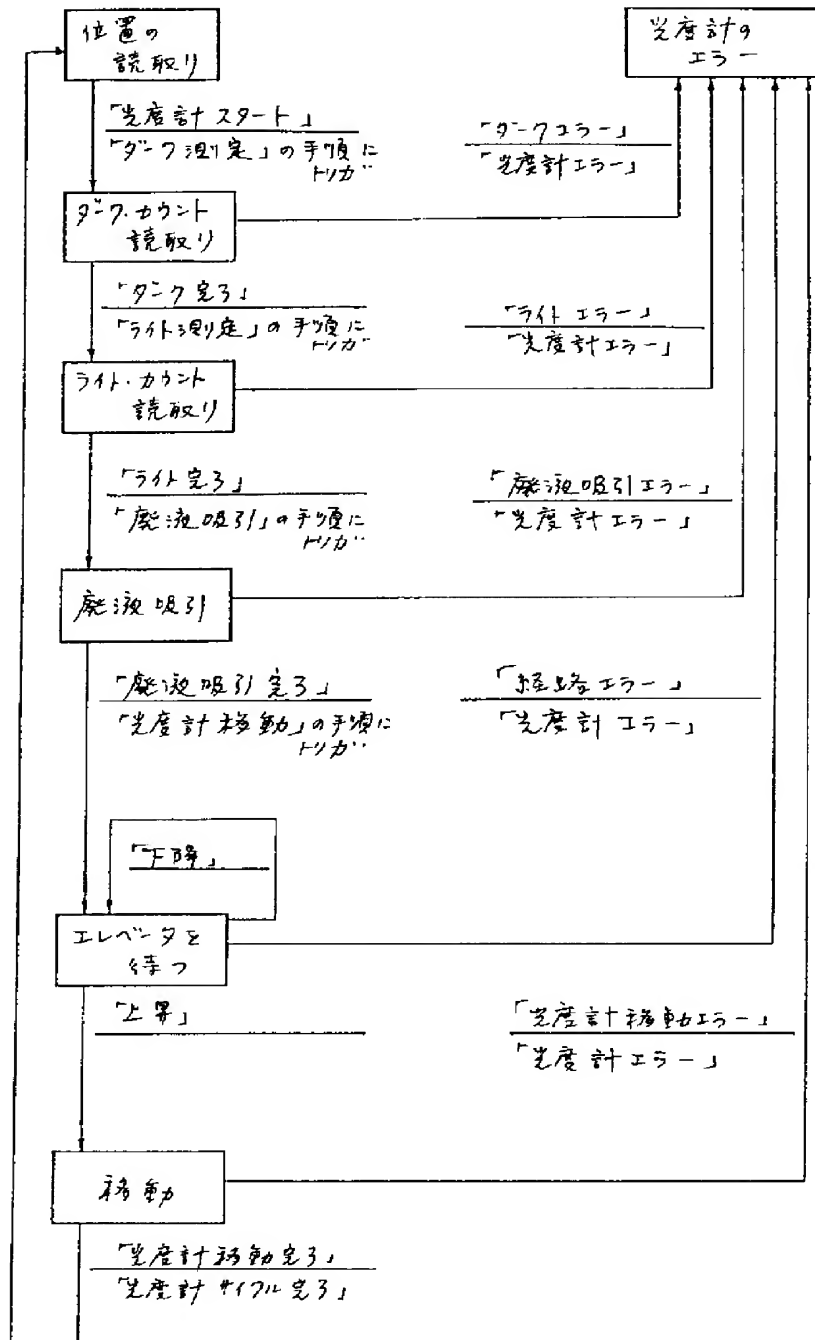 位置の
読取り
光度計の
エラー
「光度計スタート」
「ダーク測定」の手順に
トリガ
「ダークエラー」
「光度計エラー」
ダーク・カウント
読取り
「ダーク完了」
「ライト測定」の手順に
トリガ
「ライトエラー」
「光度計エラー」
ライト・カウント
読取り
「ライト完了」
「廃液吸引」の手順に
トリガ
「廃液吸引エラー」
「光度計エラー」
廃液吸引
「廃液吸引完了」
「光度計移動」の手順に
トリガ
「経路エラー」
「光度計エラー」
「下降」
エレベータを
待つ
「上昇」
「光度計移動エラー」
「光度計エラー」
移動
「光度計移動完了」
「光度計サイクル完了」